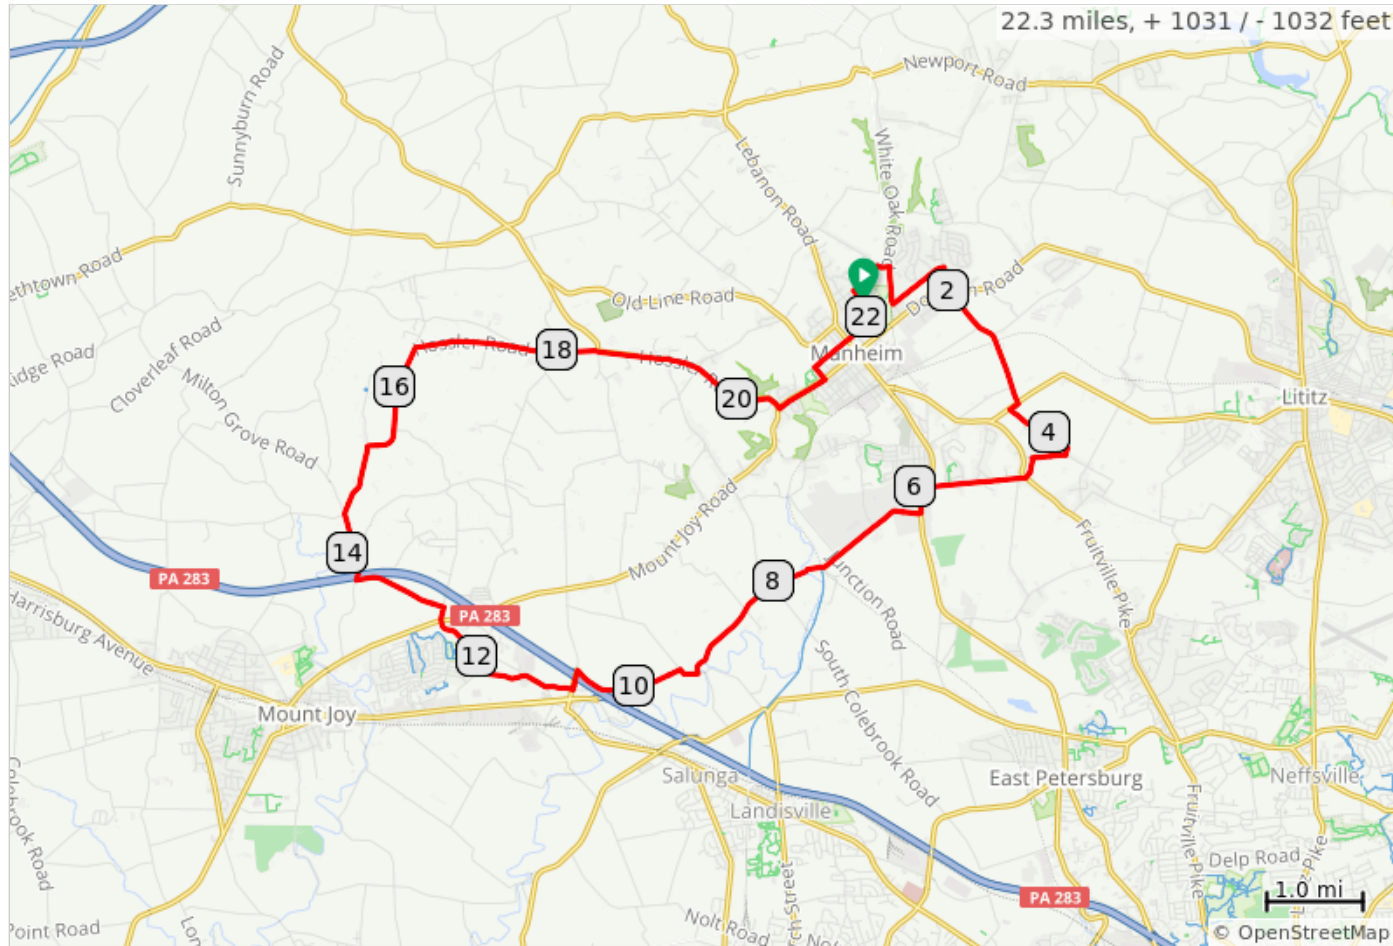 22.3 miles, + 1031 / - 1032 feet
Newport Road
Sunnyburn Road
Lebanon Road
White Oak Road
ethtown Road
Old Line Road
2
22
Manheim
Cloverleaf Road
Ridge Road
Hossler Road
18
16
20
Milton Grove Road
Lititz
4
6
Mount Joy Road
Fruitville Pike
14
PA 283
8
Junction Road
PA 283
Harrisburg Avenue
12
10
Mount Joy
South Colebrook Road
Salunga
East Petersburg
Neffsville
Landisville
Colebrook Road
Fruitville Pike
Delp Road
PA 283
1.0 mi
Point Road
Nolt Road
© OpenStreetMap